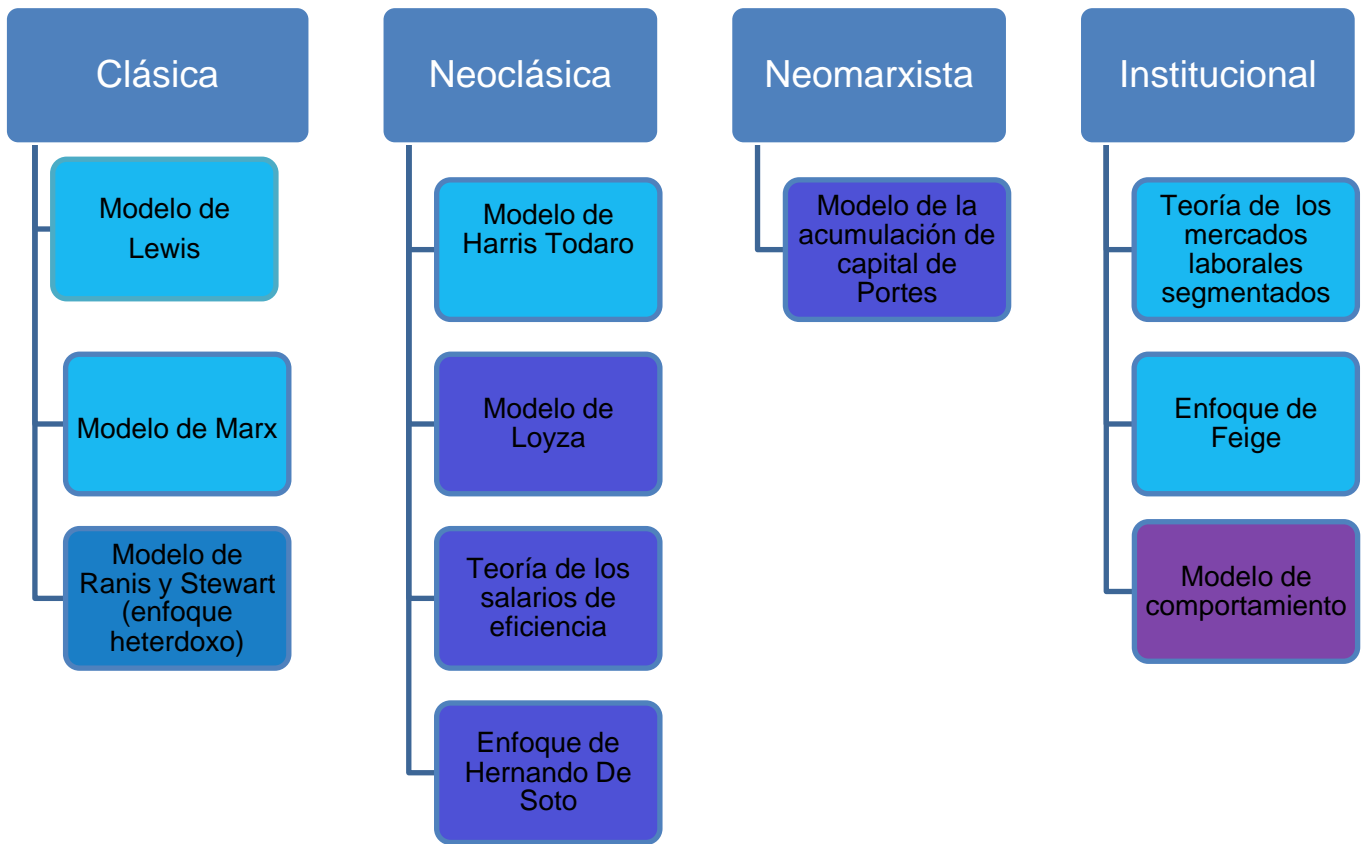 Clásica
Modelo de
Lewis
Modelo de Marx
Modelo de
Ranis y Stewart
(enfoque
heterdoxo)
Neoclásica
Modelo de
Harris Todaro
Modelo de
Loyza
Teoría de los
salarios de
eficiencia
Enfoque de
Hernando De
Soto
Neomarxista
Modelo de la
acumulación de
capital de
Portes
Institucional
Teoría de los
mercados
laborales
segmentados
Enfoque de
Feige
Modelo de
comportamiento